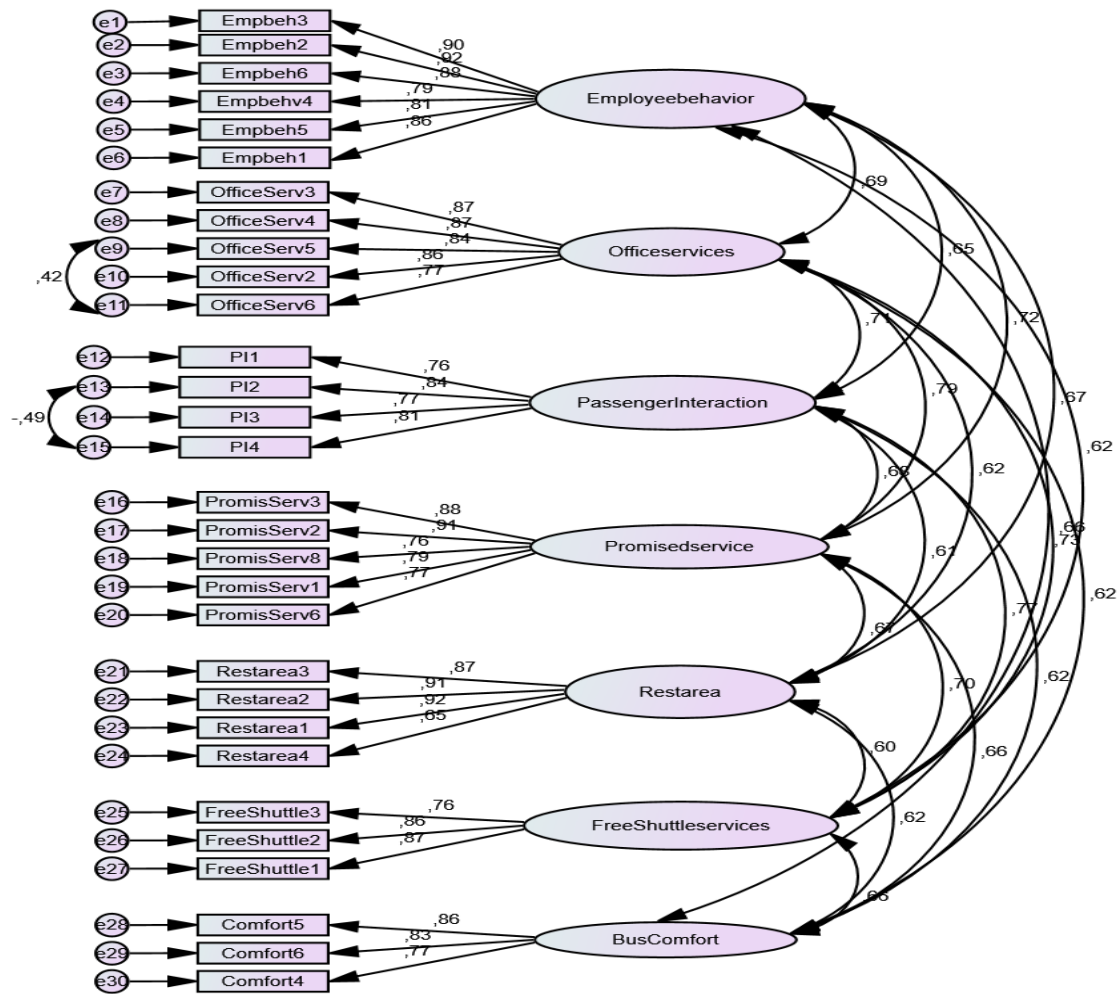 e1 Empbeh3
e2 Empbeh2
e3 Empbeh6
e4 Empbehv4
e5 Empbeh5
e6 Empbeh1
,90
,92
,88
,79
,81
,86
Employeebehavior
e7 OfficeServ3
e8 OfficeServ4
e9 OfficeServ5
e10 OfficeServ2
e11 OfficeServ6
,42
,87
,87
,84
,86
,77
Officeservices
e12 PI1
e13 PI2
e14 PI3
e15 PI4
-,49
,76
,84
,77
,81
PassengerInteraction
e16 PromisServ3
e17 PromisServ2
e18 PromisServ8
e19 PromisServ1
e20 PromisServ6
,88
,91
,76
,79
,77
Promisedservice
e21 Restarea3
e22 Restarea2
e23 Restarea1
e24 Restarea4
,87
,91
,92
,65
Restarea
e25 FreeShuttle3
e26 FreeShuttle2
e27 FreeShuttle1
,76
,86
,87
FreeShuttleservices
e28 Comfort5
e29 Comfort6
e30 Comfort4
,86
,83
,77
BusComfort
,69
,65
,71
,72
,79
,67
,62
,62
,68
,66
,73
,61
,62
,77
,67
,62
,70
,60
,66
,62